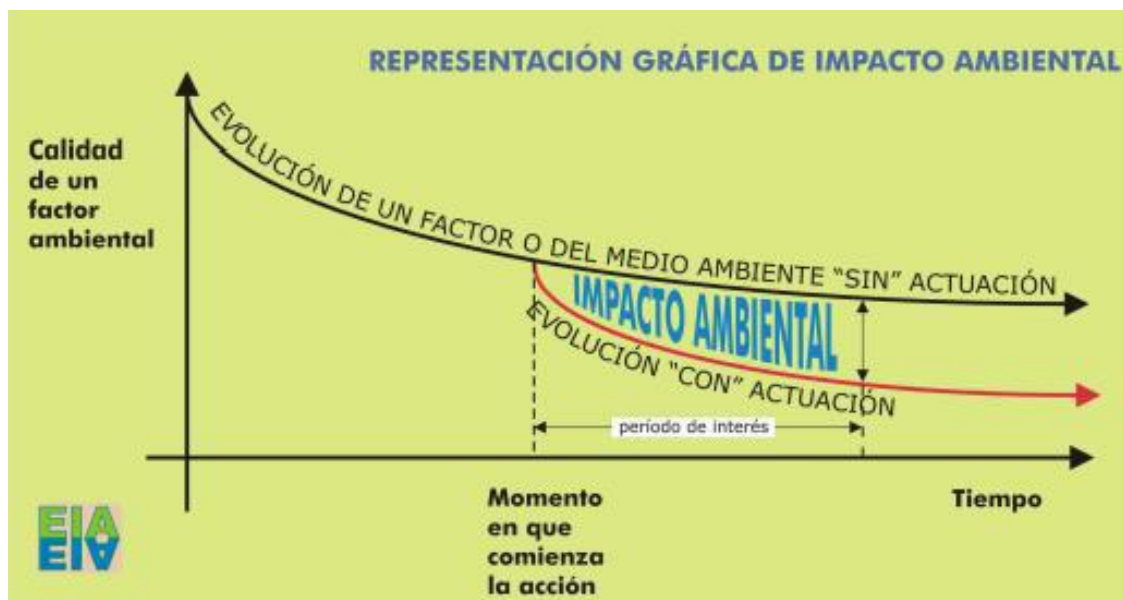 REPRESENTACIÓN GRÁFICA DE IMPACTO AMBIENTAL
Calidad
de un
factor
ambiental
EVOLUCIÓN DE UN FACTOR O DEL MEDIO AMBIENTE "SIN" ACTUACIÓN
IMPACTO AMBIENTAL
EVOLUCIÓN "CON" ACTUACIÓN
período de interés
Momento
en que
comienza
la acción
Tiempo
EIA
EIA